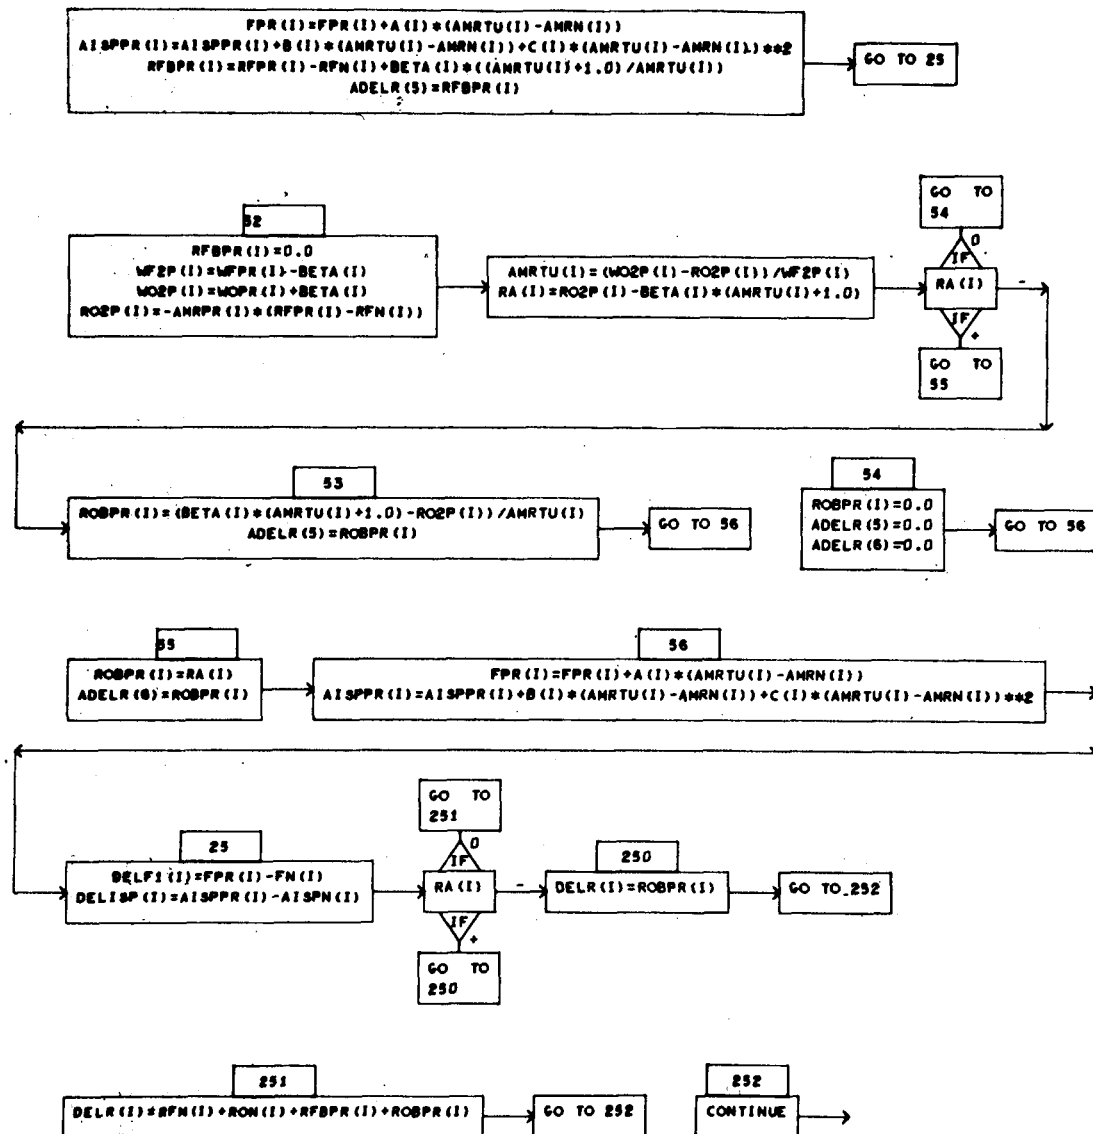 FPR(I)=FPR(I)+A(I)*(AMRTU(I)-AMRN(I))
AISPPR(I)=AISPPR(I)+B(I)*(AMRTU(I)-AMRN(I))+C(I)*(AMRTU(I)-AMRN(I))**2
RFBPR(I)=RFPR(I)-RFN(I)+BETA(I)*((AMRTU(I)+1.0)/AMRTU(I))
ADELR(5)=RFBPR(I)
GO TO 25
52
RFBPR(I)=0.0
WF2P(I)=WFPR(I)-BETA(I)
WO2P(I)=WOPR(I)+BETA(I)
RO2P(I)=-AMRPR(I)*(RFPR(I)-RFN(I))
AMRTU(I)=(WO2P(I)-RO2P(I))/WF2P(I)
RA(I)=RO2P(I)-BETA(I)*(AMRTU(I)+1.0)
GO TO
54
0
IF
RA(I)
-
IF
+
GO TO
55
53
ROBPR(I)=(BETA(I)*(AMRTU(I)+1.0)-RO2P(I))/AMRTU(I)
ADELR(5)=ROBPR(I)
GO TO 56
54
ROBPR(I)=0.0
ADELR(5)=0.0
ADELR(6)=0.0
GO TO 56
55
ROBPR(I)=RA(I)
ADELR(6)=ROBPR(I)
56
FPR(I)=FPR(I)+A(I)*(AMRTU(I)-AMRN(I))
AISPPR(I)=AISPPR(I)+B(I)*(AMRTU(I)-AMRN(I))+C(I)*(AMRTU(I)-AMRN(I))**2
25
DELF1(I)=FPR(I)-FN(I)
DELISP(I)=AISPPR(I)-AISPN(I)
GO TO
251
0
IF
RA(I)
-
IF
+
GO TO
250
250
DELR(I)=ROBPR(I)
GO TO 252
251
DELR(I)=RFN(I)+RON(I)+RFBPR(I)+ROBPR(I)
GO TO 252
252
CONTINUE